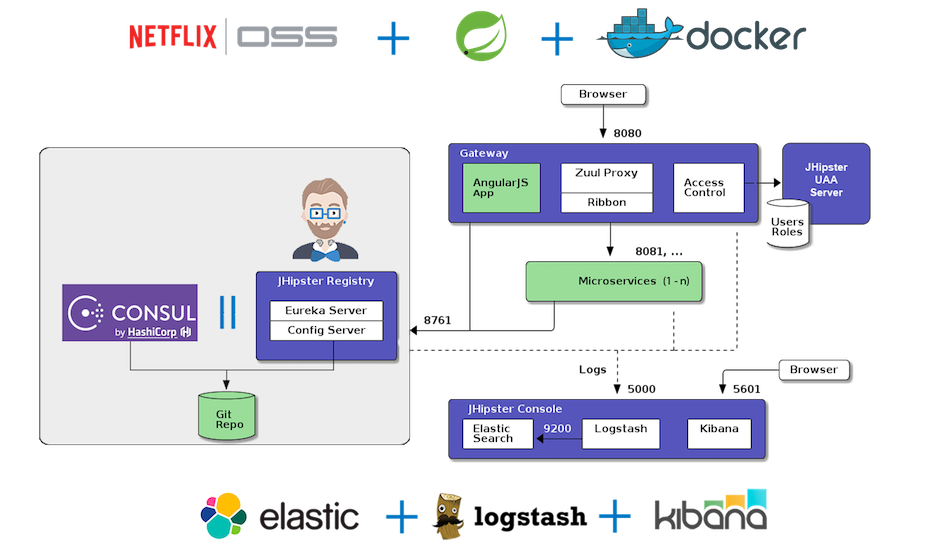 NETFLIX OSS + + docker
Browser
8080
Gateway
AngularJS
App
Zuul Proxy
Ribbon
Access
Control
JHipster
UAA
Server
Users
Roles
8081, ...
Microservices (1 - n)
JHipster Registry
Eureka Server
Config Server
CONSUL
by HashiCorp
8761
Git
Repo
Logs
5000
5601
Browser
JHipster Console
Elastic
Search
9200
Logstash
Kibana
elastic + logstash + kibana